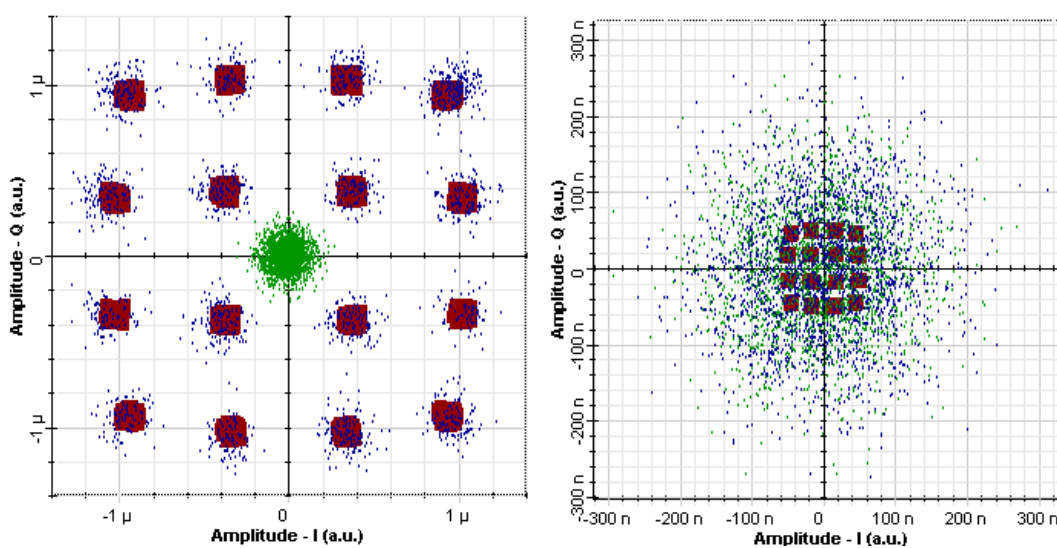 1 µ
0
-1 µ
Amplitude - Q (a.u.)
-1 µ
0
1 µ
Amplitude - I (a.u.)
300 n
200 n
100 n
0
-100 n
-200 n
-300 n
Amplitude - Q (a.u.)
-300 n
-200 n
-100 n
0
100 n
200 n
300 n
Amplitude - I (a.u.)